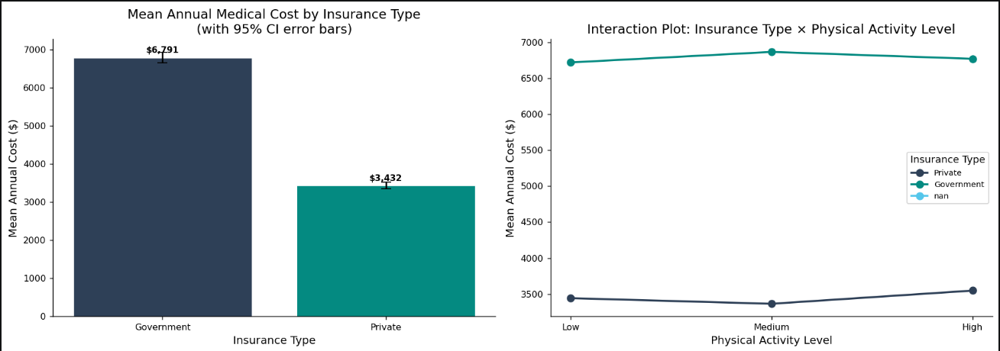 Mean Annual Medical Cost by Insurance Type
(with 95% CI error bars)
Mean Annual Cost ($)
7000
6000
5000
4000
3000
2000
1000
0
$6,791
$3,432
Government
Private
Insurance Type
Interaction Plot: Insurance Type × Physical Activity Level
Mean Annual Cost ($)
7000
6500
6000
5500
5000
4500
4000
3500
Insurance Type
Private
Government
nan
Low
Medium
High
Physical Activity Level